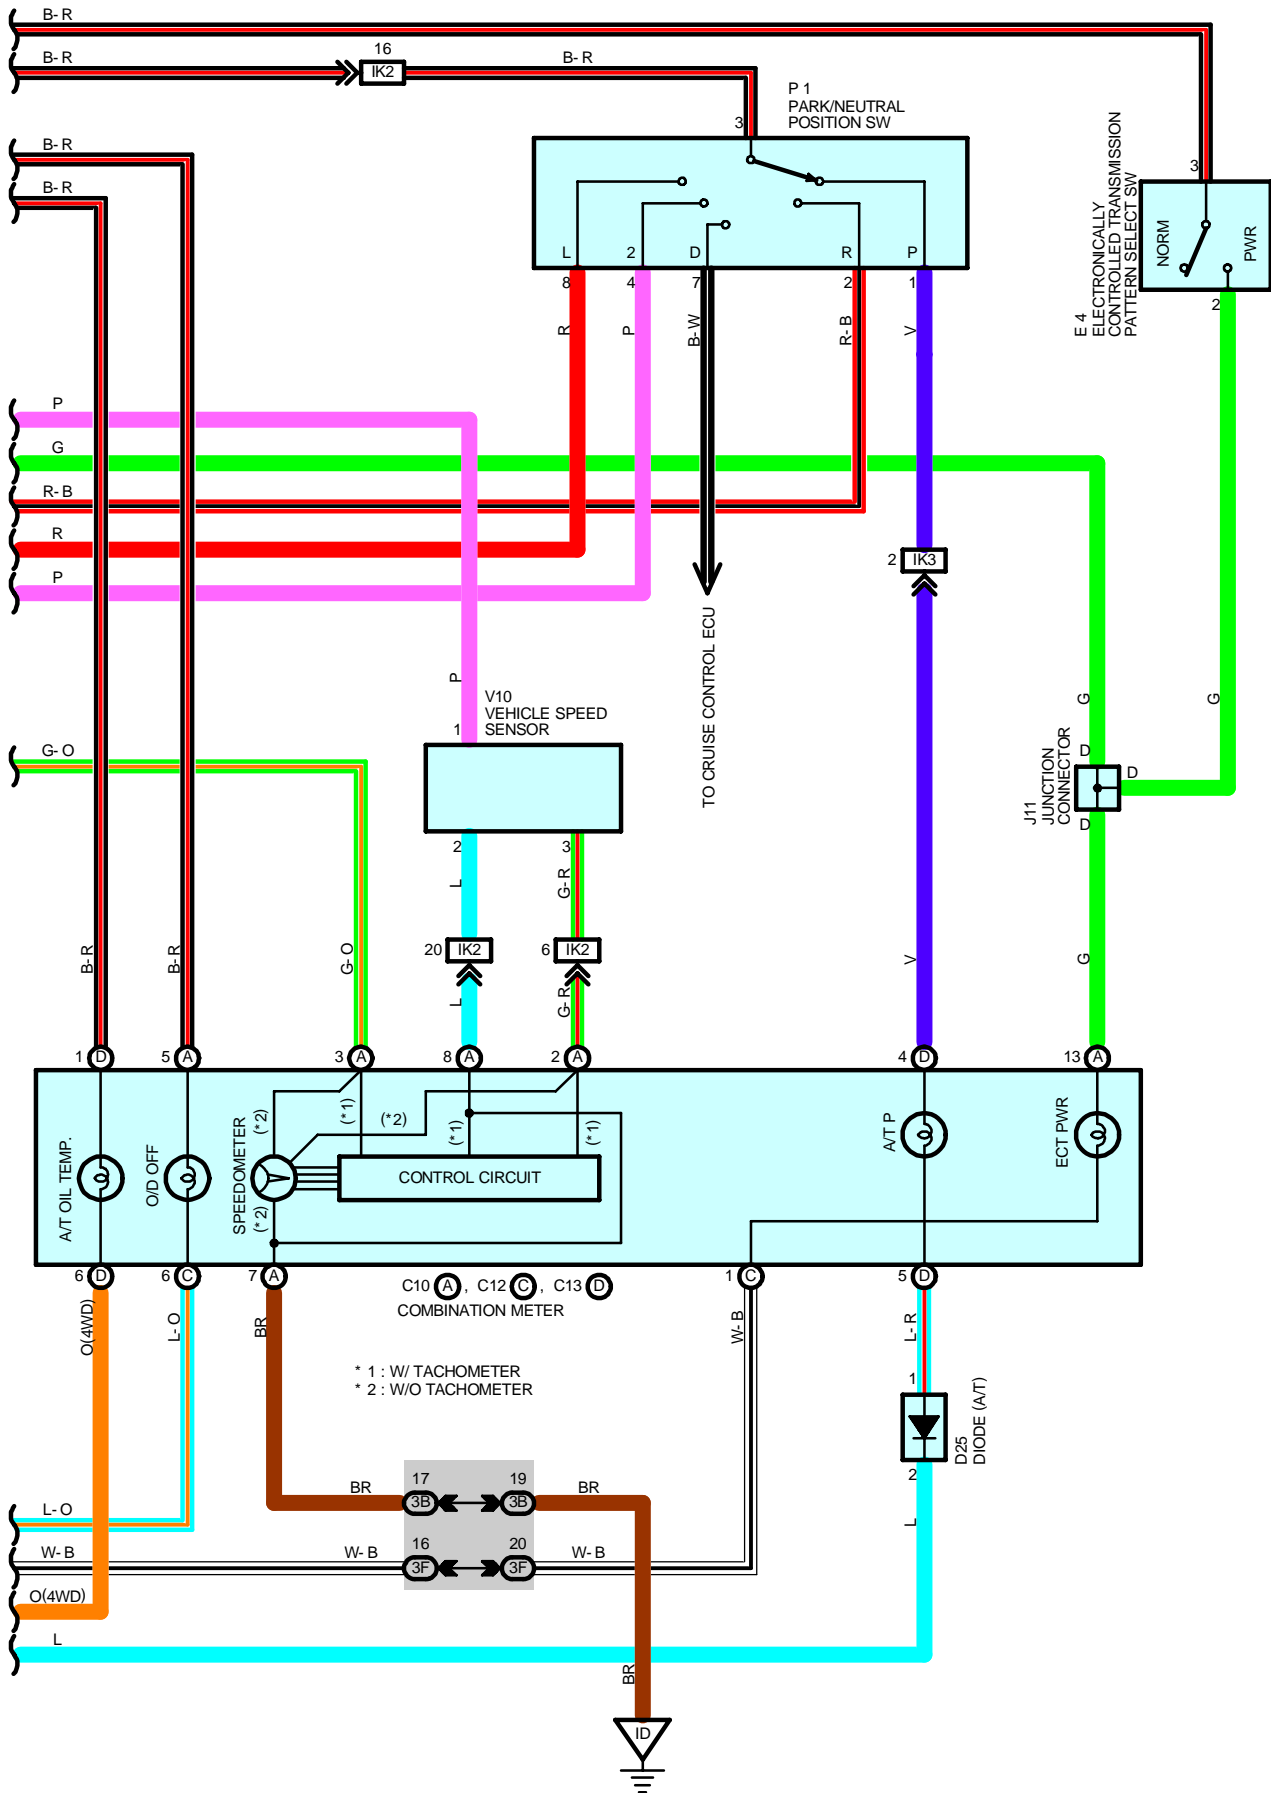 B-R
B-R
16
IK2
B-R
P 1
PARK/NEUTRAL
POSITION SW
3
B-R
B-R
3
NORM
PWR
E 4
ELECTRONICALLY
CONTROLLED TRANSMISSION
PATTERN SELECT SW
L
2
D
R
P
8
4
7
2
1
2
R
P
B-W
R-B
V
P
G
R-B
R
P
2
IK3
TO CRUISE CONTROL ECU
P
V10
VEHICLE SPEED
SENSOR
1
G
G
G-O
D
D
D
J11
JUNCTION
CONNECTOR
2
3
L
G-R
20
IK2
6
IK2
B-R
B-R
G-O
L
G-R
V
G
1
D
5
A
3
A
8
A
2
A
4
D
13
A
(*2)
(*1)
(*2)
(*1)
(*1)
A/T OIL TEMP.
O/D OFF
SPEEDOMETER
(*2)
CONTROL CIRCUIT
A/T P
ECT PWR
6
D
6
C
7
A
1
C
5
D
C10 A , C12 C , C13 D
COMBINATION METER
O(4WD)
L-O
BR
W-B
L-R
* 1 : W/ TACHOMETER
* 2 : W/O TACHOMETER
1
D25
DIODE (A/T)
2
L
BR
17
3B
19
3B
BR
L-O
W-B
W-B
16
3F
20
3F
W-B
O(4WD)
L
BR
ID